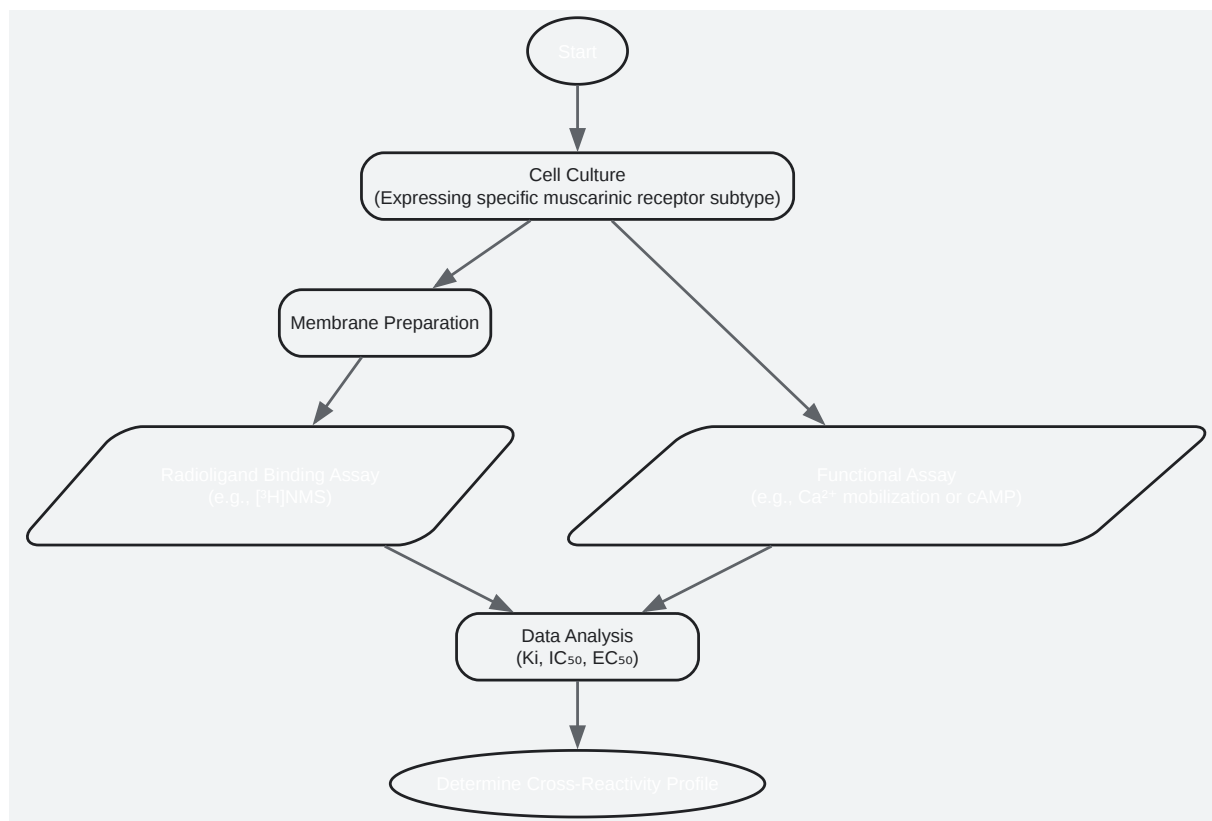 Start
Cell Culture
(Expressing specific muscarinic receptor subtype)
Membrane Preparation
Radioligand Binding Assay
(e.g., [³H]NMS)
Functional Assay
(e.g., Ca²⁺ mobilization or cAMP)
Data Analysis
(Ki, IC₅₀, EC₅₀)
Determine Cross-Reactivity Profile